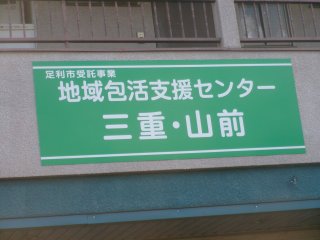 足利市受託事業
地域包活支援センター
三重・山前